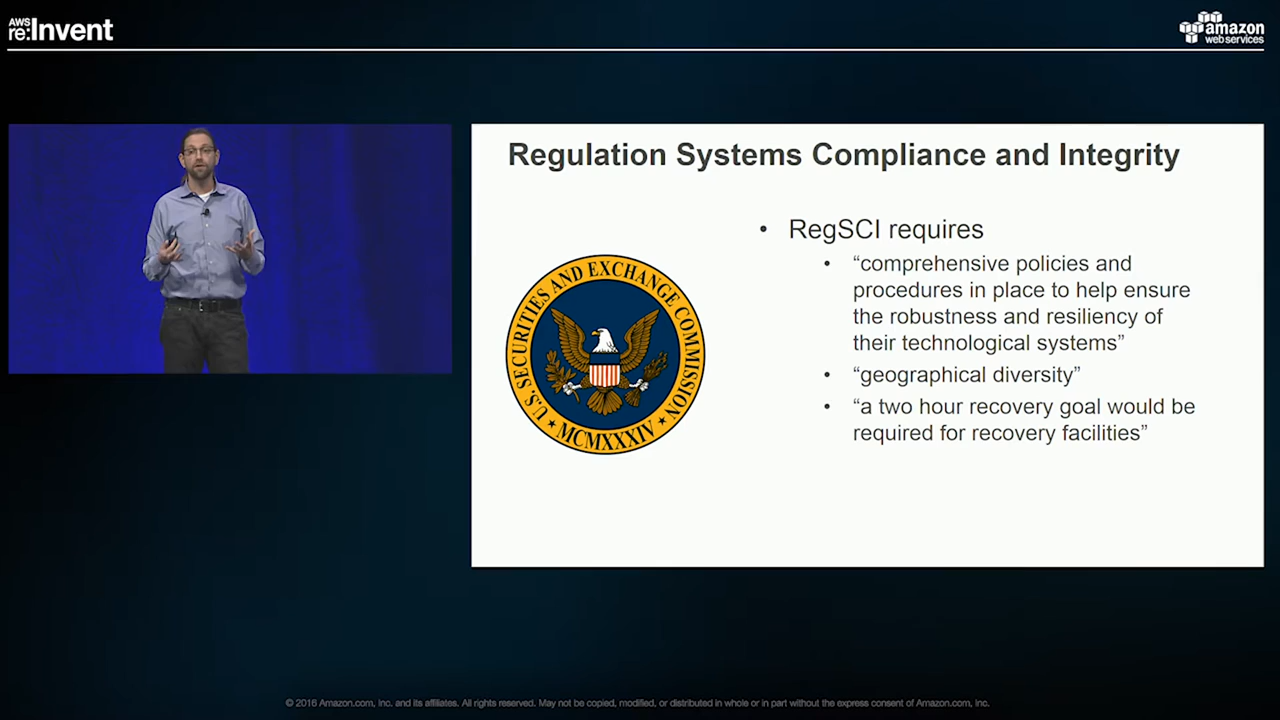 AWS
re:Invent
amazon
web services
Regulation Systems Compliance and Integrity
U.S. SECURITIES AND EXCHANGE COMMISSION
MCMXXXIV
• RegSCI requires
• “comprehensive policies and
procedures in place to help ensure
the robustness and resiliency of
their technological systems”
• “geographical diversity”
• “a two hour recovery goal would be
required for recovery facilities”
© 2016 Amazon.com, Inc. and its affiliates. All rights reserved. May not be copied, modified, or distributed in whole or in part without the express consent of Amazon.com, Inc.